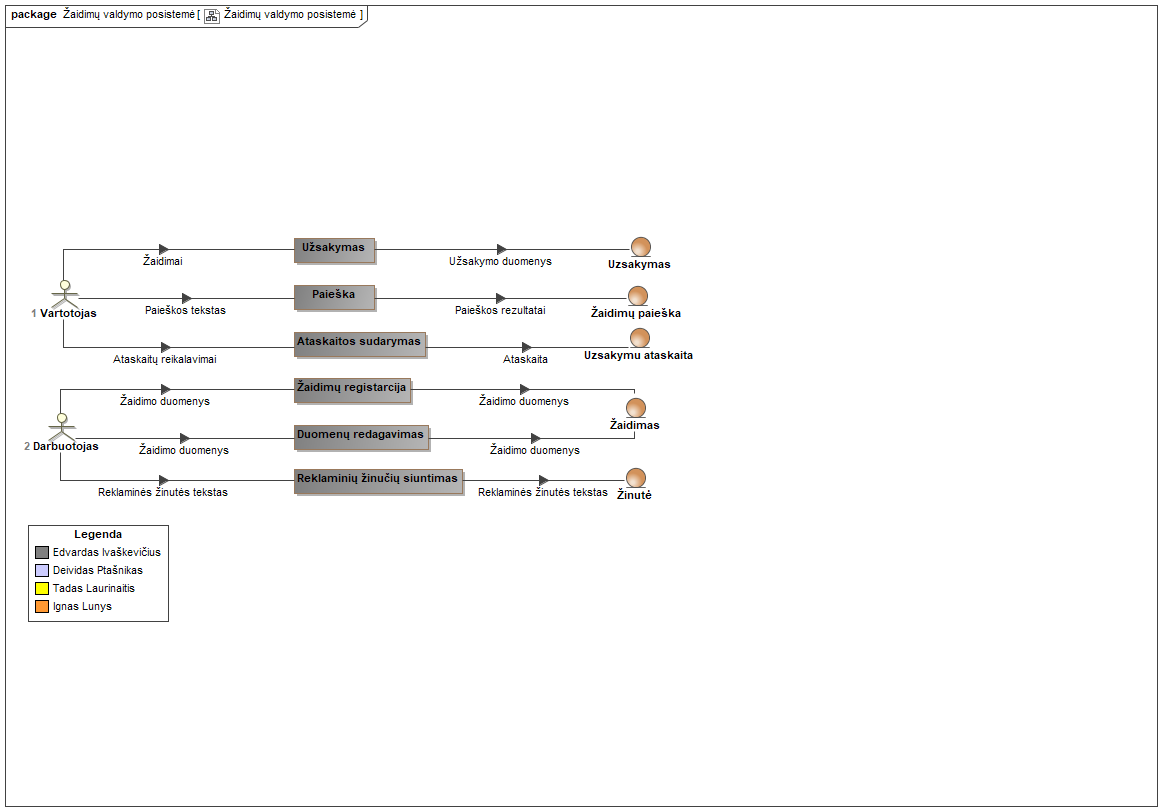 package Žaidimų valdymo posistemė [ Žaidimų valdymo posistemė ]
Užsakymas
Žaidimai
Užsakymo duomenys
Uzsakymas
Paieška
1 Vartotojas
Paieškos tekstas
Paieškos rezultatai
Žaidimų paieška
Ataskaitos sudarymas
Ataskaitų reikalavimai
Ataskaita
Uzsakymu ataskaita
Žaidimų registarcija
Žaidimo duomenys
Žaidimo duomenys
Žaidimas
Duomenų redagavimas
2 Darbuotojas
Žaidimo duomenys
Žaidimo duomenys
Reklaminių žinučių siuntimas
Reklaminės žinutės tekstas
Reklaminės žinutės tekstas
Žinutė
Legenda
Edvardas Ivaškevičius
Deividas Ptašnikas
Tadas Laurinaitis
Ignas Lunys